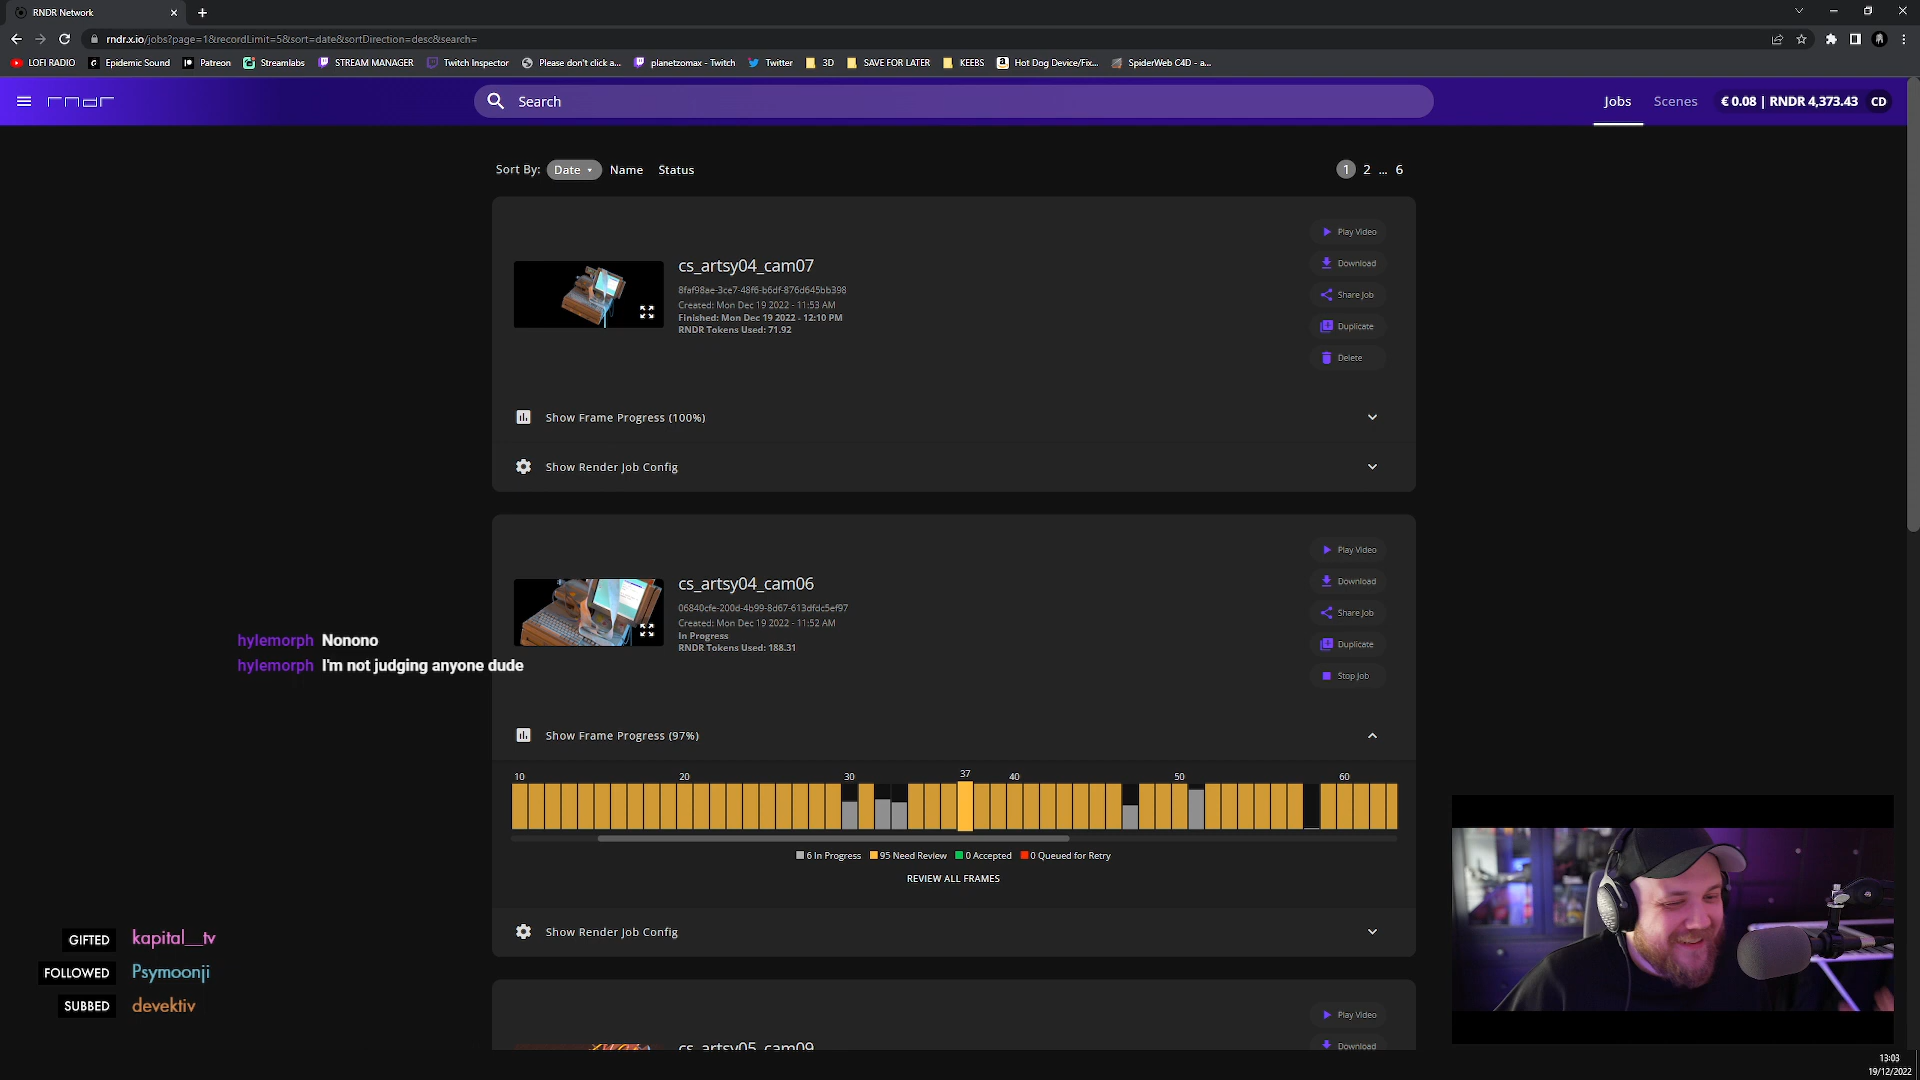 RNDR Network
rndr.x.io/jobs?page=1&recordLimit=5&sort=date&sortDirection=desc&search=
LOFI RADIO Epidemic Sound Patreon Streamlabs STREAM MANAGER Twitch Inspector Please don't click a... planetzomax - Twitch Twitter 3D SAVE FOR LATER KEEBS Hot Dog Device/Fix... SpiderWeb C4D - a...
rndr Search Jobs Scenes € 0.08 | RNDR 4,373.43 CD
Sort By: Date Name Status 1 2 ... 6
Play Video
cs_artsy04_cam07
Download
8faf98ae-3ce7-48f6-b6df-876d645bb398
Share Job
Created: Mon Dec 19 2022 - 11:53 AM
Finished: Mon Dec 19 2022 - 12:10 PM
RNDR Tokens Used: 71.92
Duplicate
Delete
Show Frame Progress (100%)
Show Render Job Config
Play Video
cs_artsy04_cam06
Download
06840cfe-200d-4b99-8d67-613dfdc5ef97
Share Job
Created: Mon Dec 19 2022 - 11:52 AM
In Progress
RNDR Tokens Used: 188.31
Duplicate
Stop Job
hylemorph Nonono
hylemorph I'm not judging anyone dude
Show Frame Progress (97%)
10 20 30 37 40 50 60
6 In Progress 95 Need Review 0 Accepted 0 Queued for Retry
REVIEW ALL FRAMES
Show Render Job Config
GIFTED kapital__tv
FOLLOWED Psymoonji
SUBBED devektiv
Play Video
cs_artsy05_cam09
Download
13:03
19/12/2022